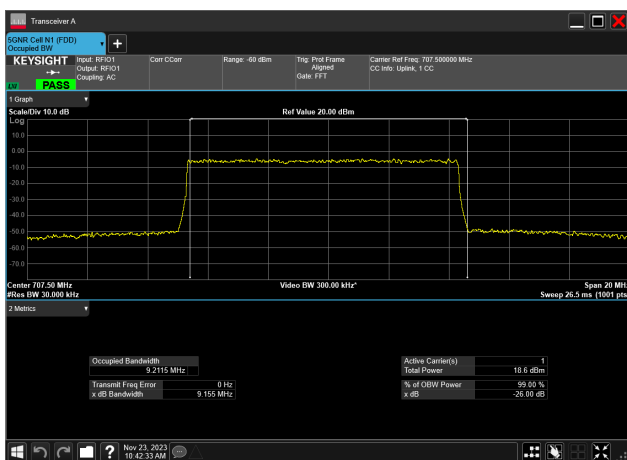 Transceiver A
5GNR Cell N1 (FDD)
Occupied BW
KEYSIGHT
PASS
Input: RFIO1
Output: RFIO1
Coupling: AC
Corr CCorr
Range: -60 dBm
Trig: Prot Frame
Aligned
Gate: FFT
Carrier Ref Freq: 707.500000 MHz
CC Info: Uplink, 1 CC
1 Graph
Scale/Div 10.0 dB
Ref Value 20.00 dBm
Log
10.0
0.00
-10.0
-20.0
-30.0
-40.0
-50.0
-60.0
-70.0
Center 707.50 MHz
Video BW 300.00 kHz*
Span 20 MHz
#Res BW 30.000 kHz
Sweep 26.5 ms (1001 pts)
2 Metrics
Occupied Bandwidth
9.2115 MHz
Transmit Freq Error 0 Hz
x dB Bandwidth 9.155 MHz
Active Carrier(s) 1
Total Power 18.6 dBm
% of OBW Power 99.00 %
x dB -26.00 dB
Nov 23, 2023
10:42:33 AM